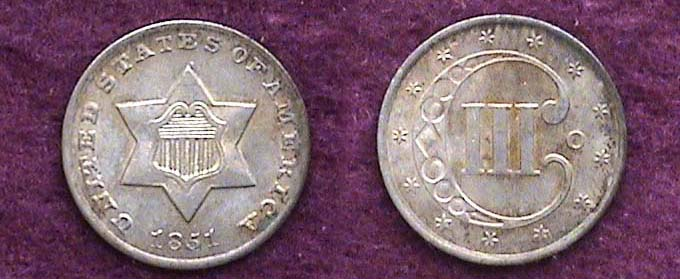 UNITED STATES OF AMERICA
1851
III
O